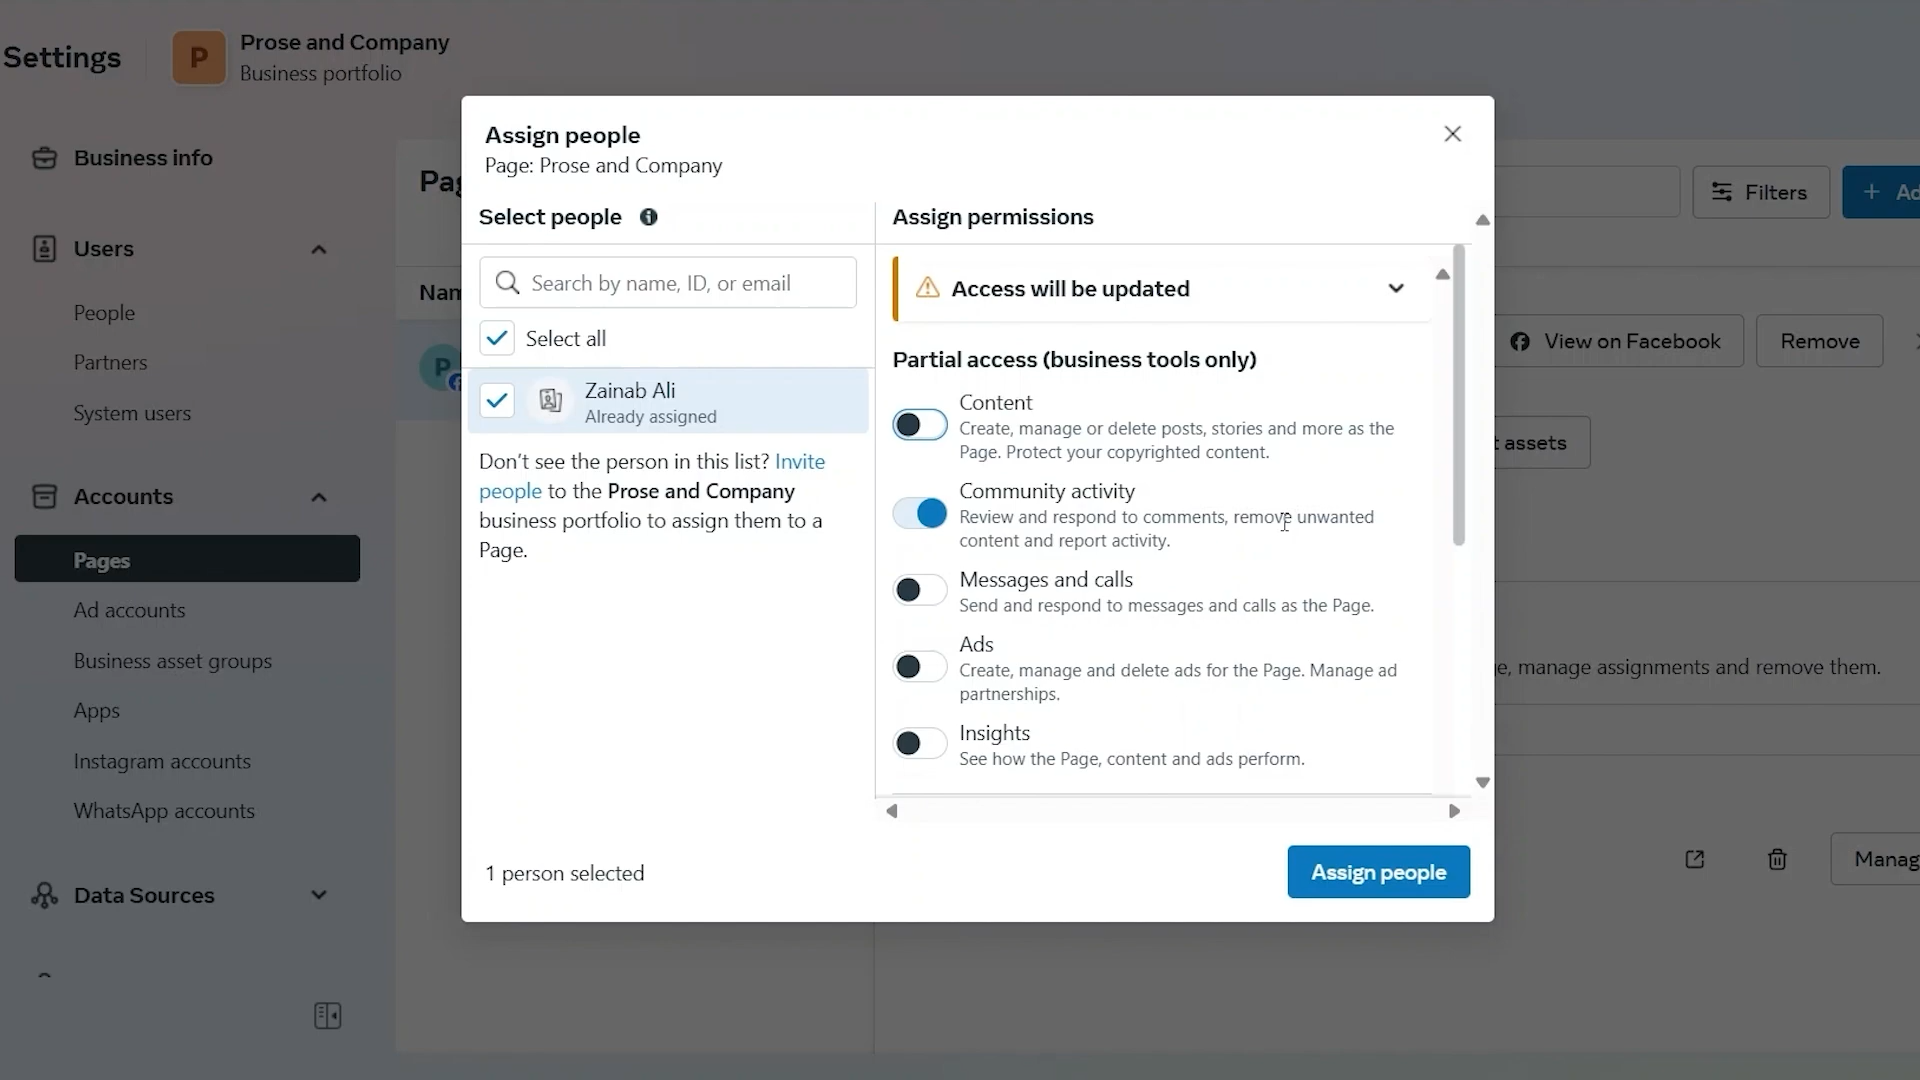 Settings
P
Prose and Company
Business portfolio
Business info
Users
People
Partners
System users
Accounts
Pages
Ad accounts
Business asset groups
Apps
Instagram accounts
WhatsApp accounts
Data Sources
Pag
Nam
P
Filters
+ Ad
View on Facebook
Remove
t assets
e, manage assignments and remove them.
Manag
Assign people
Page: Prose and Company
Select people
Search by name, ID, or email
Select all
Zainab Ali
Already assigned
Don’t see the person in this list? Invite
people to the Prose and Company
business portfolio to assign them to a
Page.
1 person selected
Assign permissions
Access will be updated
Partial access (business tools only)
Content
Create, manage or delete posts, stories and more as the
Page. Protect your copyrighted content.
Community activity
Review and respond to comments, remove unwanted
content and report activity.
Messages and calls
Send and respond to messages and calls as the Page.
Ads
Create, manage and delete ads for the Page. Manage ad
partnerships.
Insights
See how the Page, content and ads perform.
Assign people